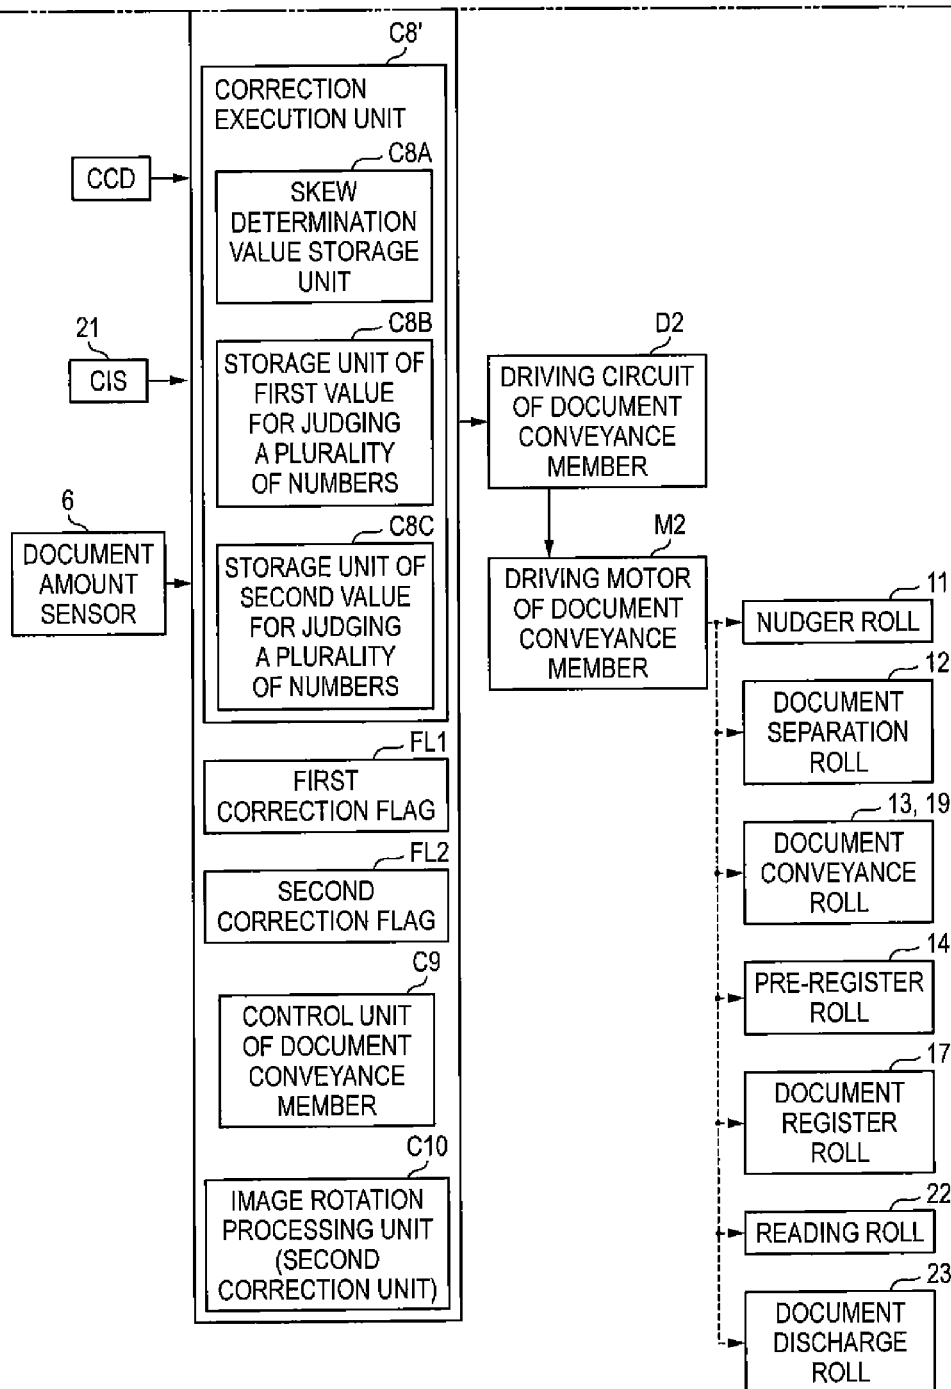 C8'
CORRECTION
EXECUTION UNIT
C8A
SKEW
DETERMINATION
VALUE STORAGE
UNIT
CCD
21
CIS
C8B
STORAGE UNIT OF
FIRST VALUE
FOR JUDGING
A PLURALITY
OF NUMBERS
6
DOCUMENT
AMOUNT
SENSOR
C8C
STORAGE UNIT OF
SECOND VALUE
FOR JUDGING
A PLURALITY
OF NUMBERS
FL1
FIRST
CORRECTION FLAG
FL2
SECOND
CORRECTION FLAG
C9
CONTROL UNIT
OF DOCUMENT
CONVEYANCE
MEMBER
C10
IMAGE ROTATION
PROCESSING UNIT
(SECOND
CORRECTION UNIT)
D2
DRIVING CIRCUIT
OF DOCUMENT
CONVEYANCE
MEMBER
M2
DRIVING MOTOR
OF DOCUMENT
CONVEYANCE
MEMBER
11
NUDGER ROLL
12
DOCUMENT
SEPARATION
ROLL
13, 19
DOCUMENT
CONVEYANCE
ROLL
14
PRE-REGISTER
ROLL
17
DOCUMENT
REGISTER
ROLL
22
READING ROLL
23
DOCUMENT
DISCHARGE
ROLL